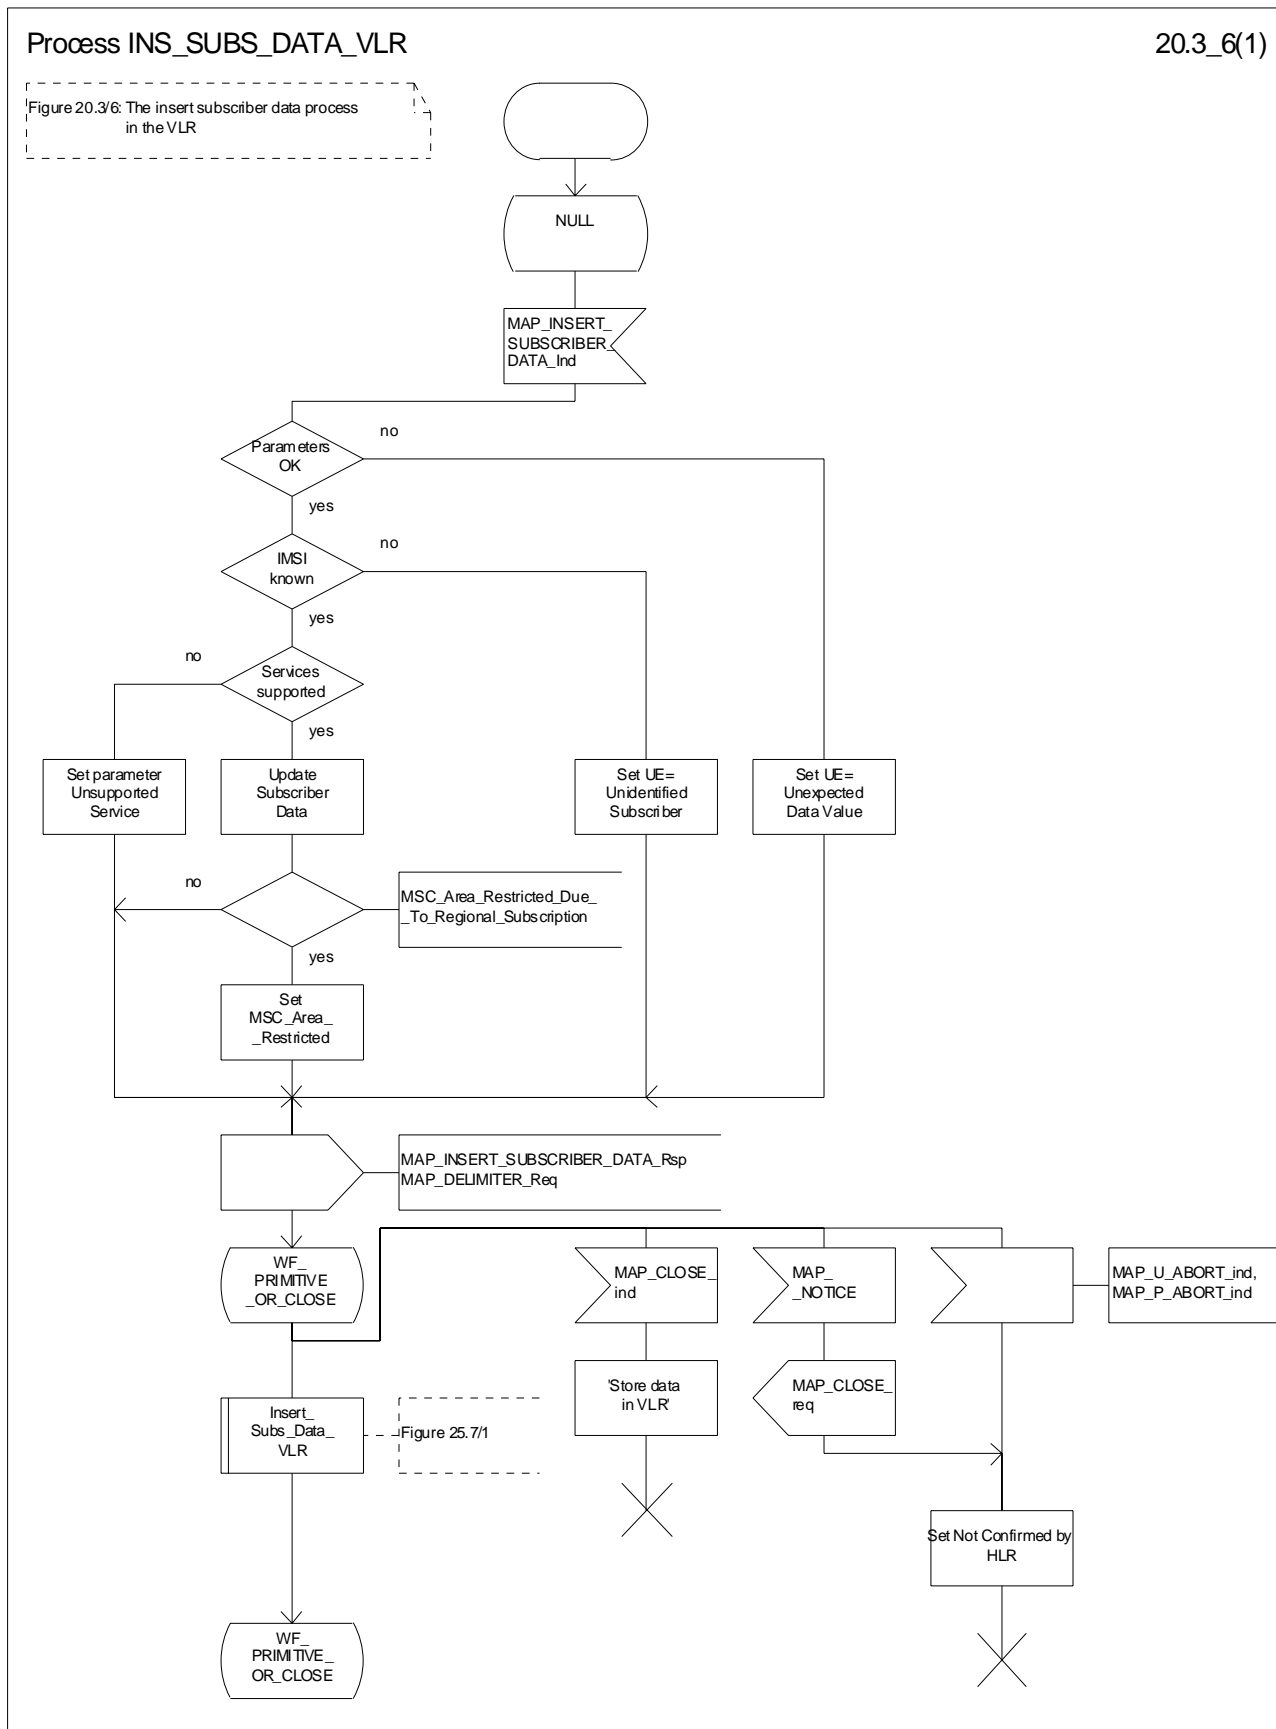 Process INS_SUBS_DATA_VLR
20.3_6(1)
Figure 20.3/6: The insert subscriber data process
in the VLR
NULL
MAP_INSERT_
SUBSCRIBER_
DATA_Ind
Parameters
OK
no
yes
IMSI
known
no
yes
Services
supported
no
yes
Set parameter
Unsupported
Service
Update
Subscriber
Data
Set UE=
Unidentified
Subscriber
Set UE=
Unexpected
Data Value
no
MSC_Area_Restricted_Due_
_To_Regional_Subscription
yes
Set
MSC_Area_
_Restricted
MAP_INSERT_SUBSCRIBER_DATA_Rsp
MAP_DELIMITER_Req
WF_
PRIMITIVE
_OR_CLOSE
MAP_CLOSE_
ind
MAP_
_NOTICE
MAP_U_ABORT_ind,
MAP_P_ABORT_ind
'Store data
in VLR'
MAP_CLOSE_
req
Insert_
Subs_Data_
VLR
Figure 25.7/1
Set Not Confirmed by
HLR
WF_
PRIMITIVE_
OR_CLOSE